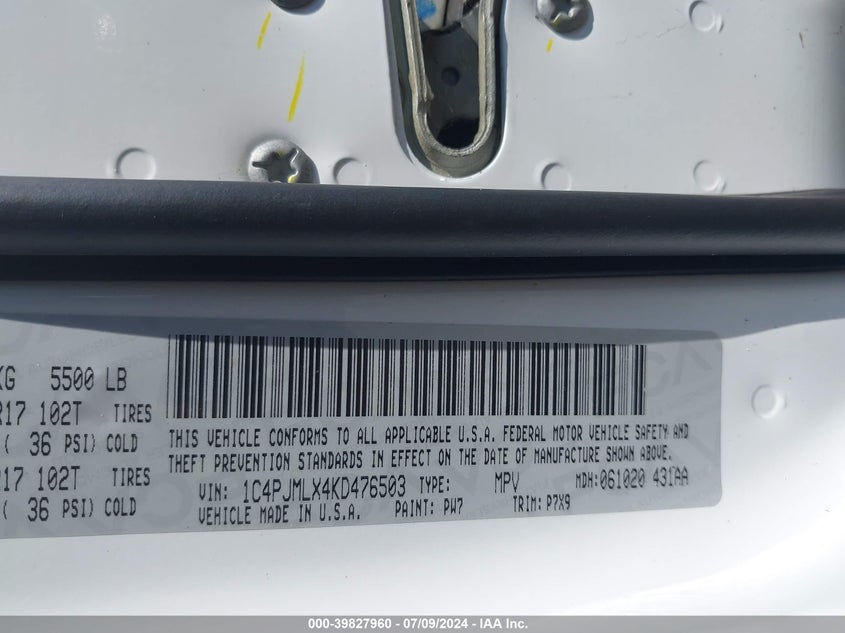 KG 5500 LB
R17 102T TIRES
( 36 PSI) COLD
R17 102T TIRES
( 36 PSI) COLD
THIS VEHICLE CONFORMS TO ALL APPLICABLE U.S.A. FEDERAL MOTOR VEHICLE SAFETY AND
THEFT PREVENTION STANDARDS IN EFFECT ON THE DATE OF MANUFACTURE SHOWN ABOVE.
VIN: 1C4PJMLX4KD476503 TYPE: MPV MDH: 061020 431AA
VEHICLE MADE IN U.S.A. PAINT: PW7 TRIM: P7X9
000-39827960 - 07/09/2024 - IAA Inc.